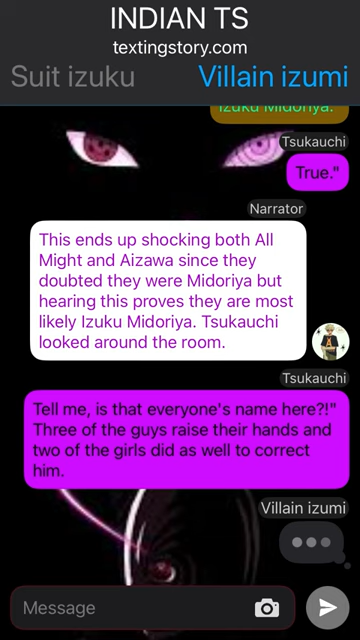 INDIAN TS
textingstory.com
Suit izuku
Villain izumi
Izuku Midoriya."
Tsukauchi
True."
Narrator
This ends up shocking both All
Might and Aizawa since they
doubted they were Midoriya but
hearing this proves they are most
likely Izuku Midoriya. Tsukauchi
looked around the room.
Tsukauchi
Tell me, is that everyone's name here?!"
Three of the guys raise their hands and
two of the girls did as well to correct
him.
Villain izumi
Message